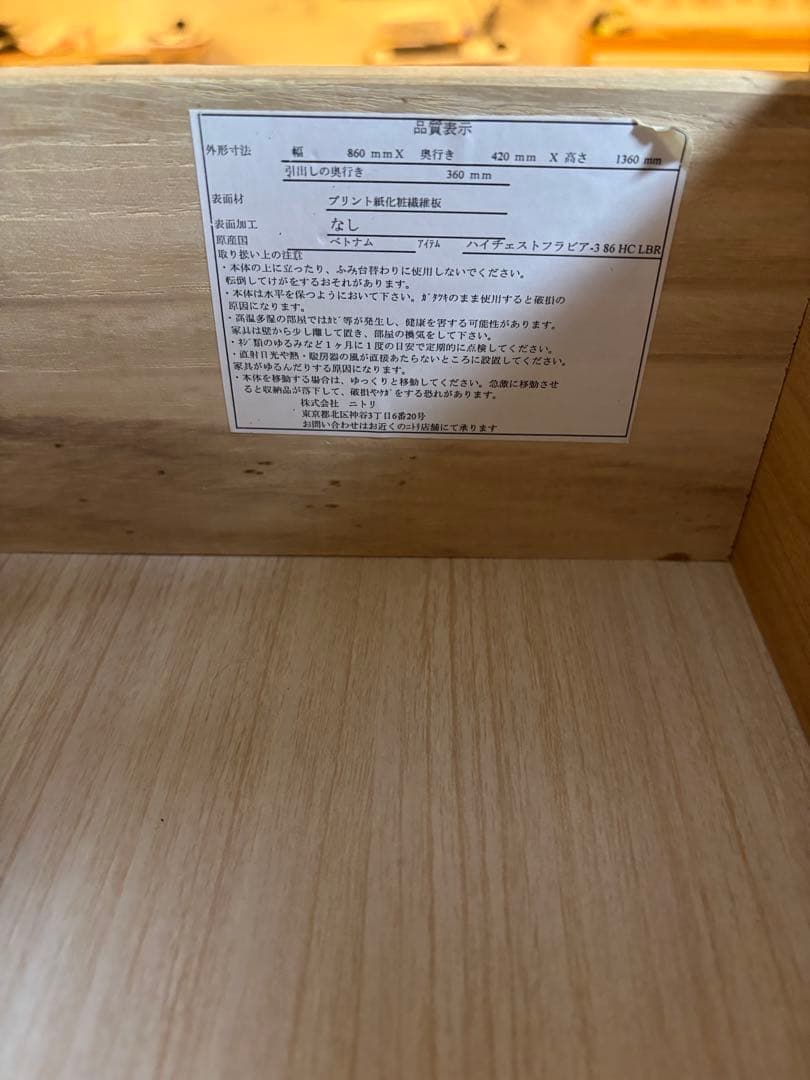 品質表示
外形寸法 幅 860 mm X 奥行き 420 mm X 高さ 1360 mm
引出しの奥行き 360 mm
表面材 プリント紙化粧繊維板
表面加工 なし
原産国 ベトナム ｱｲﾃﾑ ハイチェストフラビア-3 86 HC LBR
取り扱い上の注意
・本体の上に立ったり、ふみ台替わりに使用しないでください。
転倒してけがをするおそれがあります。
・本体は水平を保つようにおいて下さい。ｶﾞﾀﾂｷのまま使用すると破損の
原因になります。
・高温多湿の部屋ではｶﾋﾞ等が発生し、健康を害する可能性があります。
家具は壁から少し離して置き、部屋の換気をして下さい。
・ﾈｼﾞ類のゆるみなど１ヶ月に１度の目安で定期的に点検してください。
・直射日光や熱・暖房器の風が直接あたらないところに設置してください。
家具がゆるんだりする原因になります。
・本体を移動する場合は、ゆっくりと移動してください。急激に移動させ
ると収納品が落下して、破損やｹｶﾞをする恐れがあります。
株式会社 ニトリ
東京都北区神谷3丁目6番20号
お問い合わせはお近くのﾆﾄﾘ店舗にて承ります